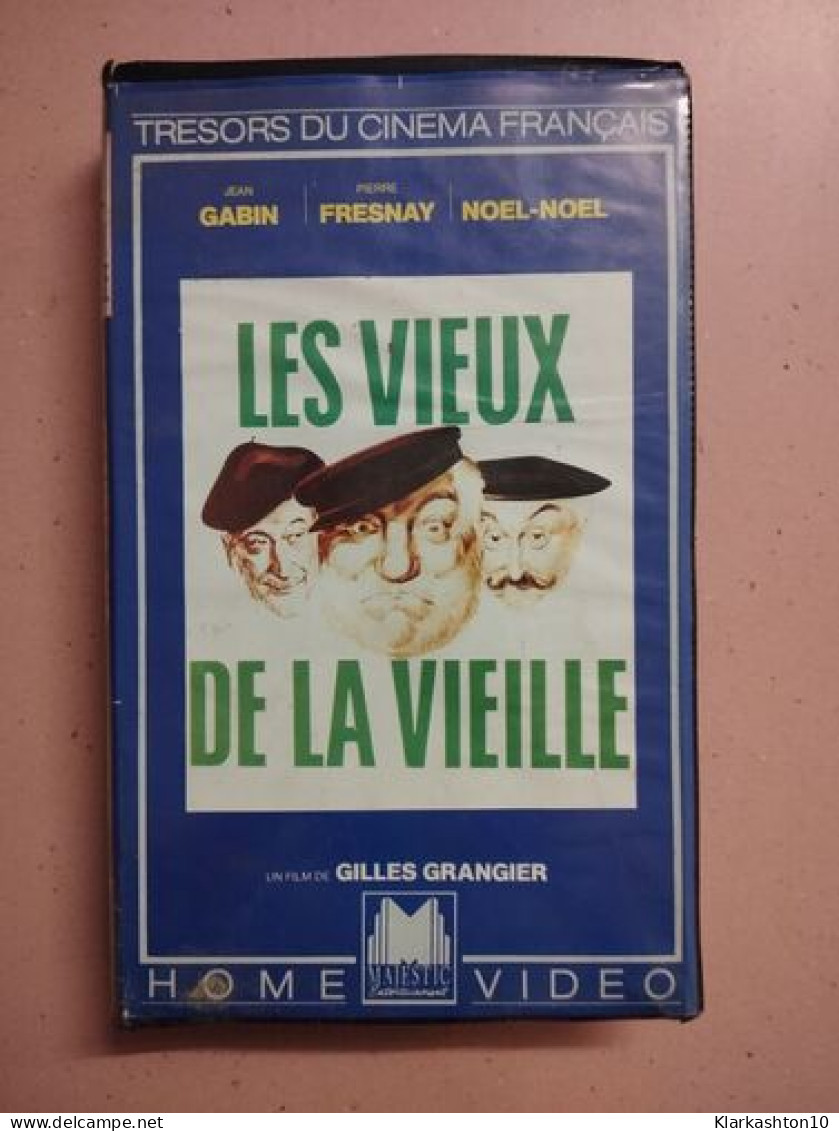 TRESORS DU CINEMA FRANÇAIS
JEAN GABIN
PIERRE FRESNAY
NOEL-NOEL
LES VIEUX
DE LA VIEILLE
UN FILM DE GILLES GRANGIER
MAJESTIC
Entertainment
HOME VIDEO
delcampe.net
Klarkashton10